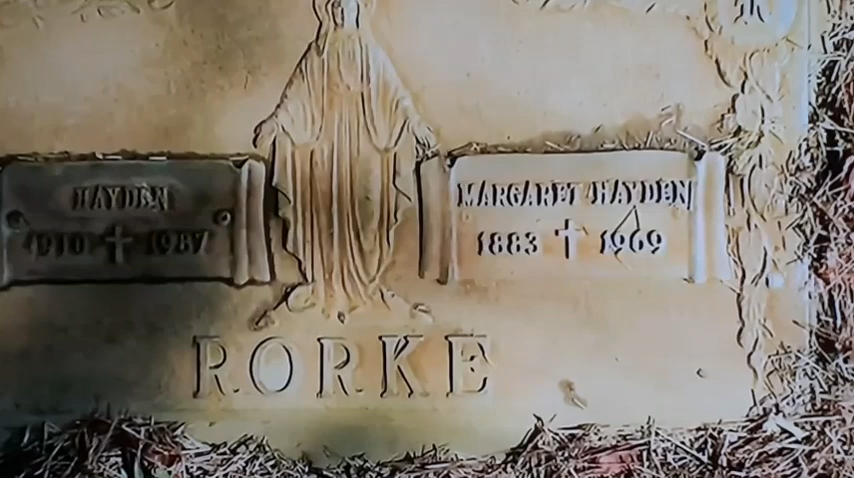 HAYDEN
1910 ✝ 1987
MARGARET HAYDEN
1883 ✝ 1969
RORKE